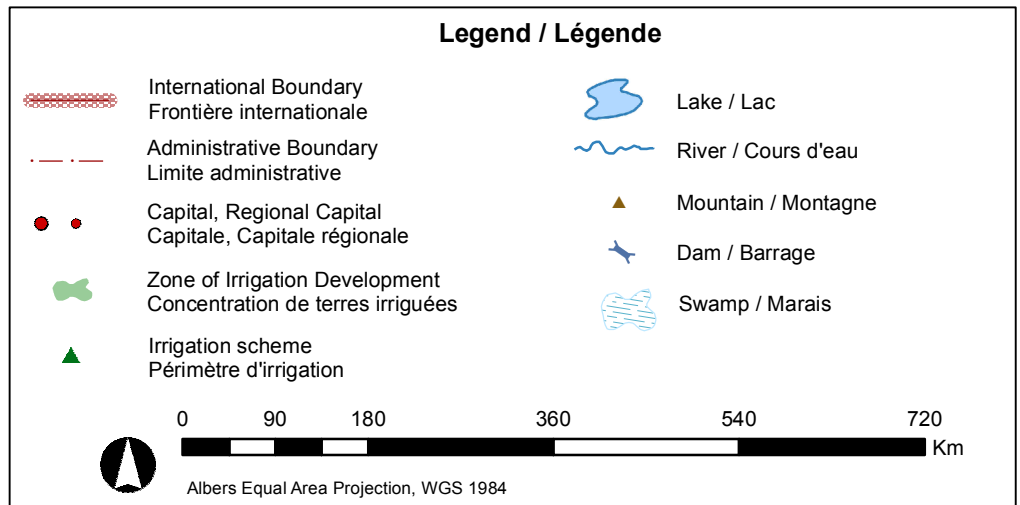 Legend / Légende
International Boundary
Frontière internationale
Administrative Boundary
Limite administrative
Capital, Regional Capital
Capitale, Capitale régionale
Zone of Irrigation Development
Concentration de terres irriguées
Irrigation scheme
Périmètre d'irrigation
Lake / Lac
River / Cours d'eau
Mountain / Montagne
Dam / Barrage
Swamp / Marais
0 90 180 360 540 720
Km
Albers Equal Area Projection, WGS 1984